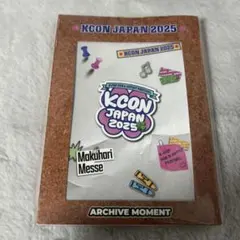 KCON JAPAN 2025
KCON JAPAN 2025
KCON
JAPAN
2025
Makuhari
Messe
ARCHIVE MOMENT